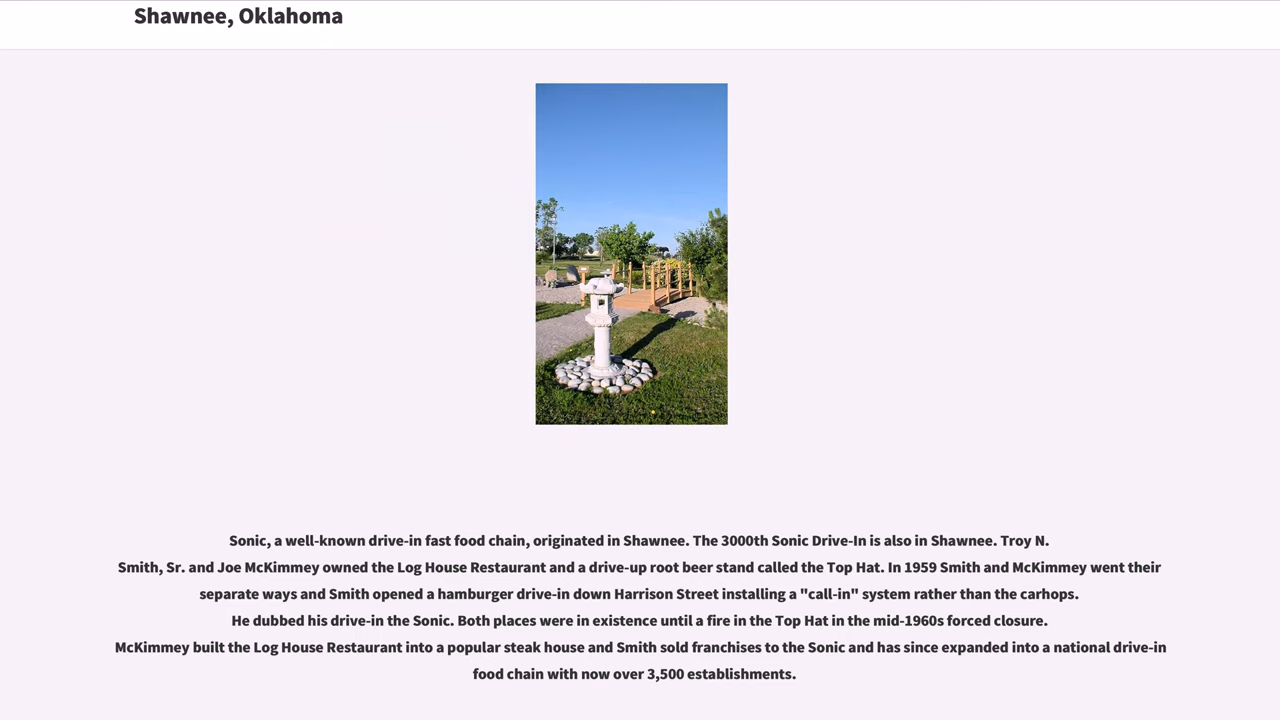 Shawnee, Oklahoma
Sonic, a well-known drive-in fast food chain, originated in Shawnee. The 3000th Sonic Drive-In is also in Shawnee. Troy N.
Smith, Sr. and Joe McKimmey owned the Log House Restaurant and a drive-up root beer stand called the Top Hat. In 1959 Smith and McKimmey went their
separate ways and Smith opened a hamburger drive-in down Harrison Street installing a "call-in" system rather than the carhops.
He dubbed his drive-in the Sonic. Both places were in existence until a fire in the Top Hat in the mid-1960s forced closure.
McKimmey built the Log House Restaurant into a popular steak house and Smith sold franchises to the Sonic and has since expanded into a national drive-in
food chain with now over 3,500 establishments.